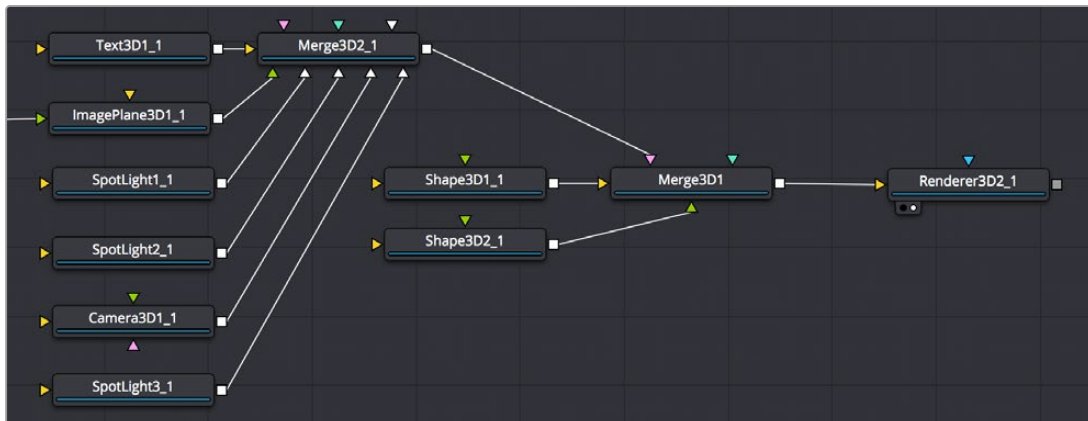 Text3D1_1
Merge3D2_1
ImagePlane3D1_1
SpotLight1_1
Shape3D1_1
Merge3D1
Renderer3D2_1
Shape3D2_1
SpotLight2_1
Camera3D1_1
SpotLight3_1